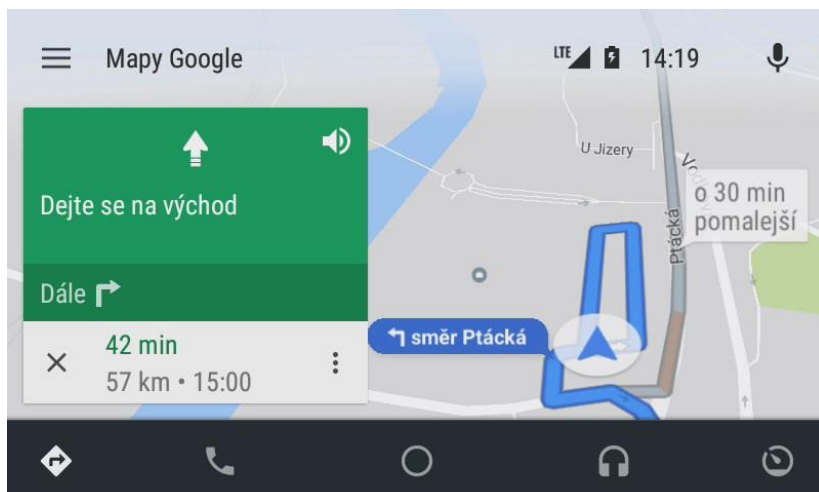 Mapy Google
LTE
14:19
Dejte se na východ
Dále
42 min
57 km • 15:00
směr Ptácká
U Jizery
Ptácká
o 30 min
pomalejší